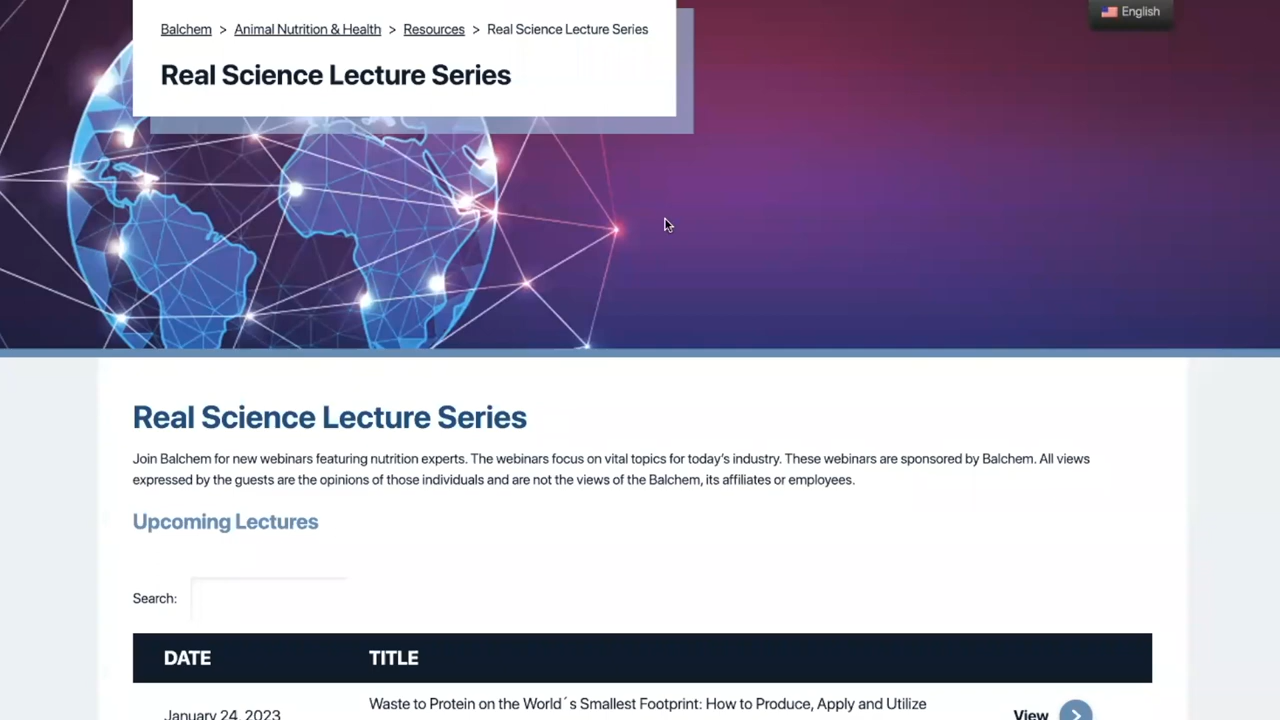 English
Balchem > Animal Nutrition & Health > Resources > Real Science Lecture Series
Real Science Lecture Series
Real Science Lecture Series
Join Balchem for new webinars featuring nutrition experts. The webinars focus on vital topics for today's industry. These webinars are sponsored by Balchem. All views
expressed by the guests are the opinions of those individuals and are not the views of the Balchem, its affiliates or employees.
Upcoming Lectures
Search:
DATE TITLE
Waste to Protein on the World´s Smallest Footprint: How to Produce, Apply and Utilize
January 24, 2023 View